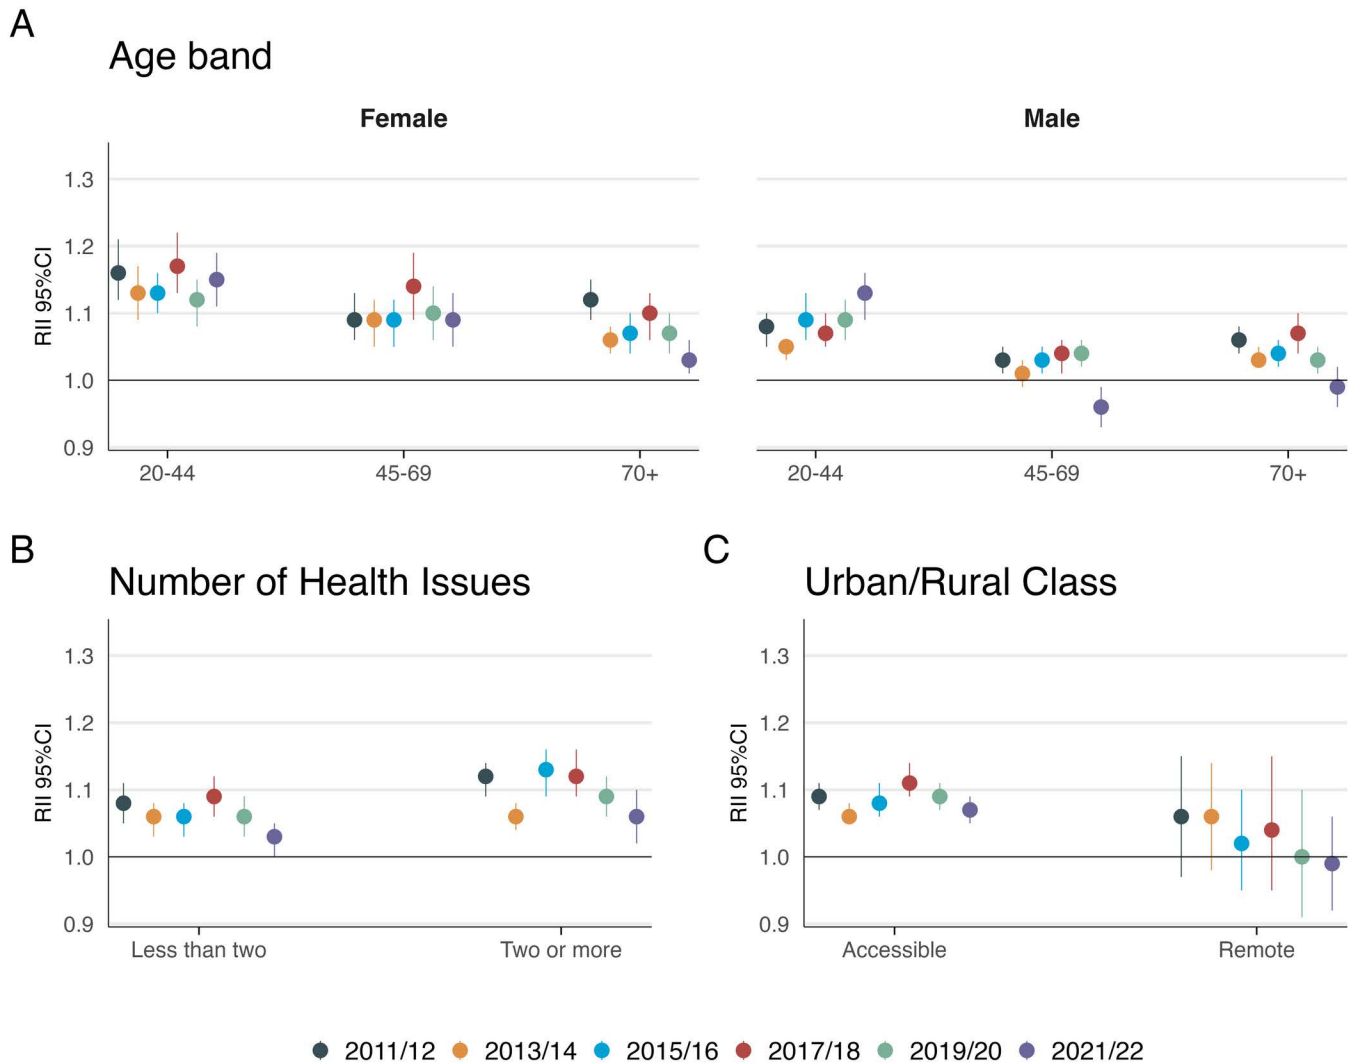 A
Age band
Female
Male
RII 95%CI
1.3
1.2
1.1
1.0
0.9
20-44 45-69 70+
20-44 45-69 70+
B
Number of Health Issues
RII 95%CI
1.3
1.2
1.1
1.0
0.9
Less than two Two or more
C
Urban/Rural Class
RII 95%CI
1.3
1.2
1.1
1.0
0.9
Accessible Remote
2011/12 2013/14 2015/16 2017/18 2019/20 2021/22